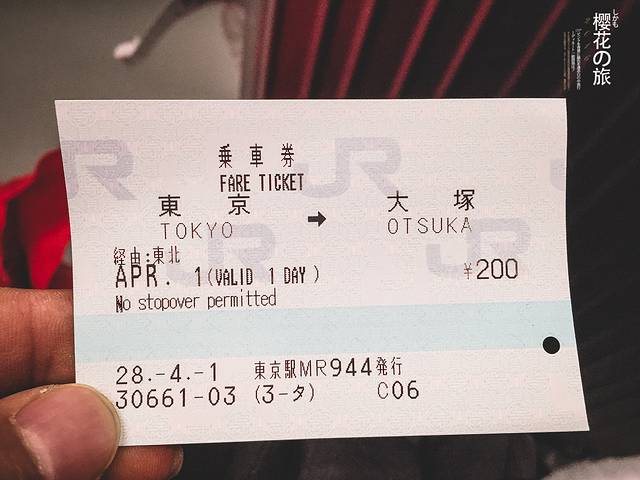 櫻花の旅
乗車券
FARE TICKET
東京 → 大塚
TOKYO OTSUKA
経由:東北
APR. 1(VALID 1 DAY) ¥200
No stopover permitted
28.-4.-1 東京駅MR944発行
30661-03 (3-タ) C06